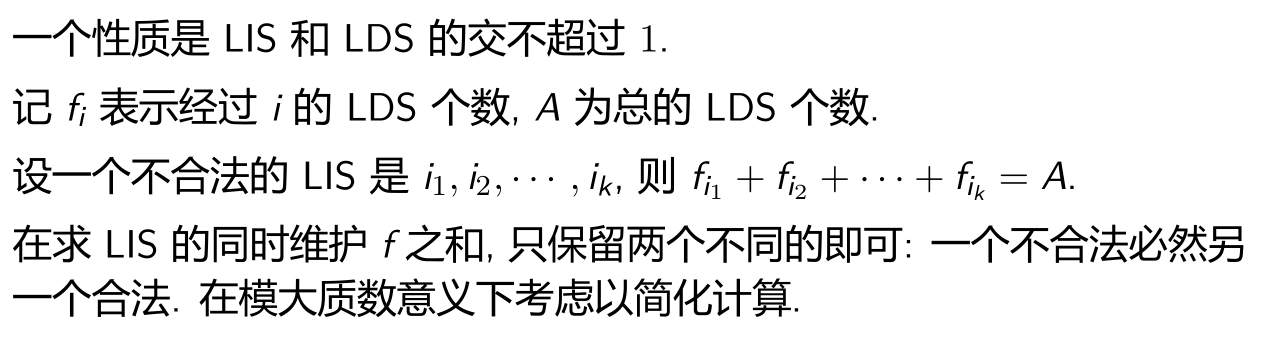 一个性质是 LIS 和 LDS 的交不超过 1.
记 f_i 表示经过 i 的 LDS 个数, A 为总的 LDS 个数.
设一个不合法的 LIS 是 i_1, i_2, ⋯ , i_k, 则 f_{i_1} + f_{i_2} + ⋯ + f_{i_k} = A.
在求 LIS 的同时维护 f 之和, 只保留两个不同的即可: 一个不合法必然另
一个合法. 在模大质数意义下考虑以简化计算.